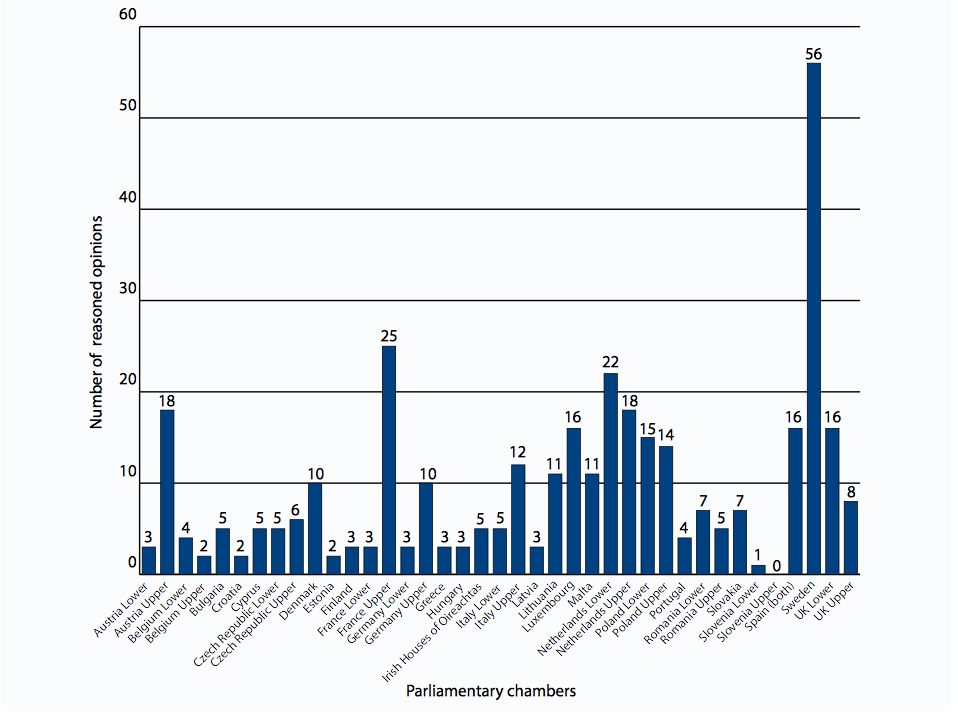 60
50
40
30
20
10
0
Number of reasoned opinions
3
18
4
2
5
2
5
5
6
10
2
3
3
25
3
10
3
3
5
5
12
3
11
16
11
22
18
15
14
4
7
5
7
1
0
16
56
16
8
Austria Lower
Austria Upper
Belgium Lower
Belgium Upper
Bulgaria
Croatia
Cyprus
Czech Republic Lower
Czech Republic Upper
Denmark
Estonia
Finland
France Lower
France Upper
Germany Lower
Germany Upper
Greece
Hungary
Irish Houses of Oireachtas
Italy Lower
Italy Upper
Latvia
Lithuania
Luxembourg
Malta
Netherlands Lower
Netherlands Upper
Poland Lower
Poland Upper
Portugal
Romania Lower
Romania Upper
Slovakia
Slovenia Lower
Slovenia Upper
Spain (both)
Sweden
UK Lower
UK Upper
Parliamentary chambers